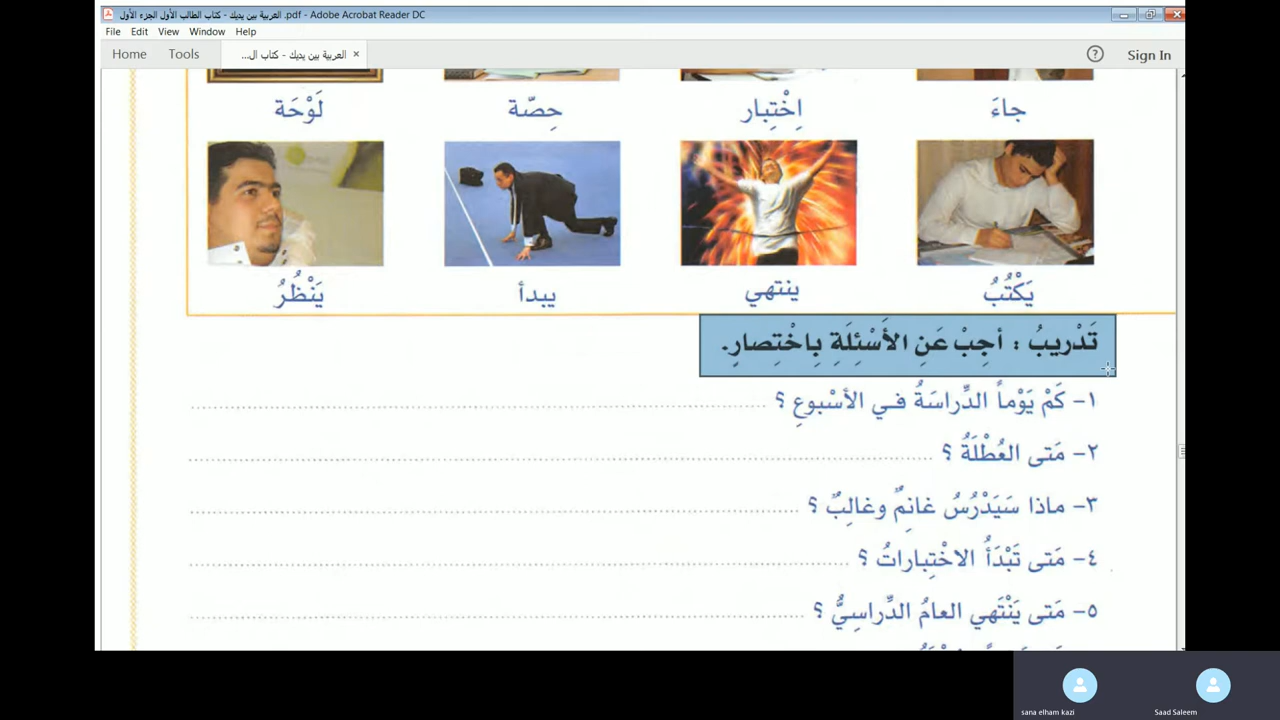 العربية بين يديك - كتاب الطالب الأول الجزء الأول .pdf - Adobe Acrobat Reader DC
File Edit View Window Help
Home Tools العربية بين يديك - كتاب ال... × ? Sign In
جاءَ اِخْتِبار حِصّة لَوْحَة
يَكْتُبُ ينتهي يبدأ يَنْظُرُ
تَدْريبُ : أجِبْ عَنِ الأَسْئِلَةِ بِاخْتِصارٍ.
١- كَمْ يَوْماً الدِّراسَةُ في الأسْبوعِ ؟
٢- مَتى العُطْلَةُ ؟
٣- ماذا سَيَدْرُسُ غانِمٌ وغالِبٌ ؟
٤- مَتى تَبْدَأُ الاخْتِباراتُ ؟
٥- مَتى يَنْتَهي العامُ الدِّراسِيُّ ؟
sana elham kazi Saad Saleem